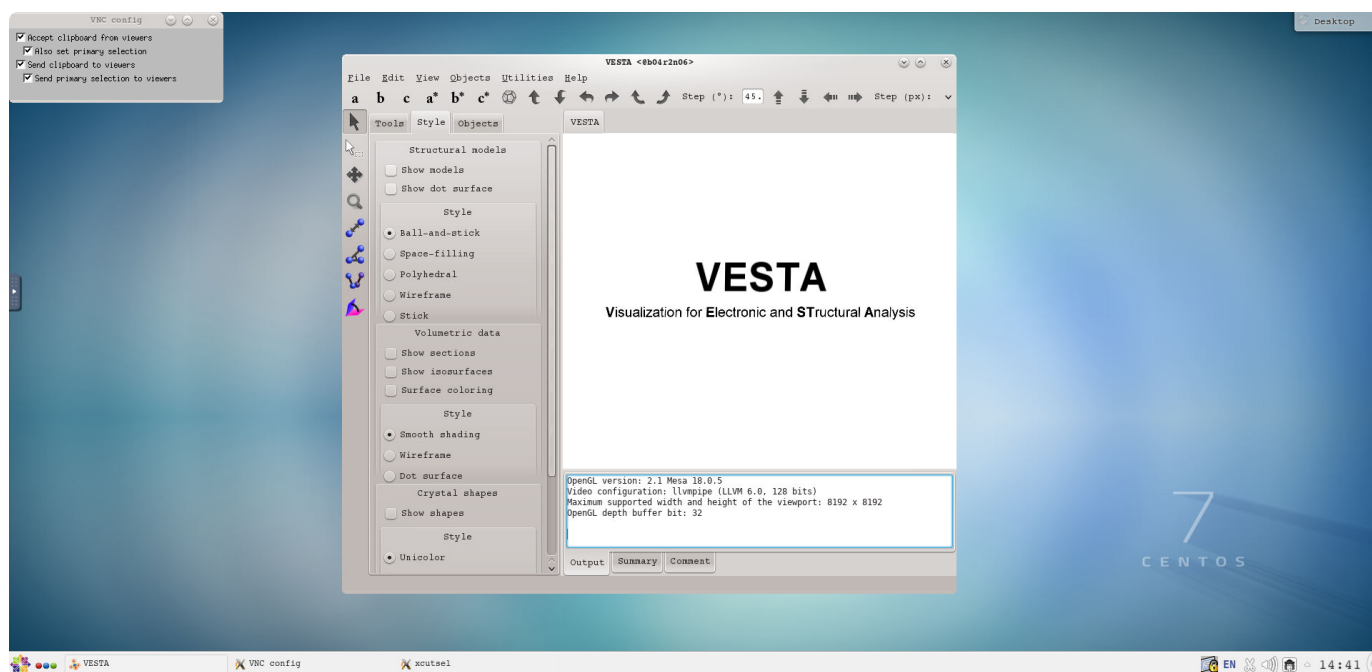 VNC config
Accept clipboard from viewers
Also set primary selection
Send clipboard to viewers
Send primary selection to viewers
Desktop
VESTA <@b04r2n06>
File Edit View Objects Utilities Help
a b c a* b* c* Step (°): 45. Step (px):
Tools Style Objects
VESTA
Structural models
Show models
Show dot surface
Style
Ball-and-stick
Space-filling
Polyhedral
Wireframe
Stick
Volumetric data
Show sections
Show isosurfaces
Surface coloring
Style
Smooth shading
Wireframe
Dot surface
Crystal shapes
Show shapes
Style
Unicolor
VESTA
Visualization for Electronic and STructural Analysis
OpenGL version: 2.1 Mesa 18.0.5
Video configuration: llvmpipe (LLVM 6.0, 128 bits)
Maximum supported width and height of the viewport: 8192 x 8192
OpenGL depth buffer bit: 32
Output Summary Comment
7
CENTOS
VESTA VNC config xcutsel EN 14:41